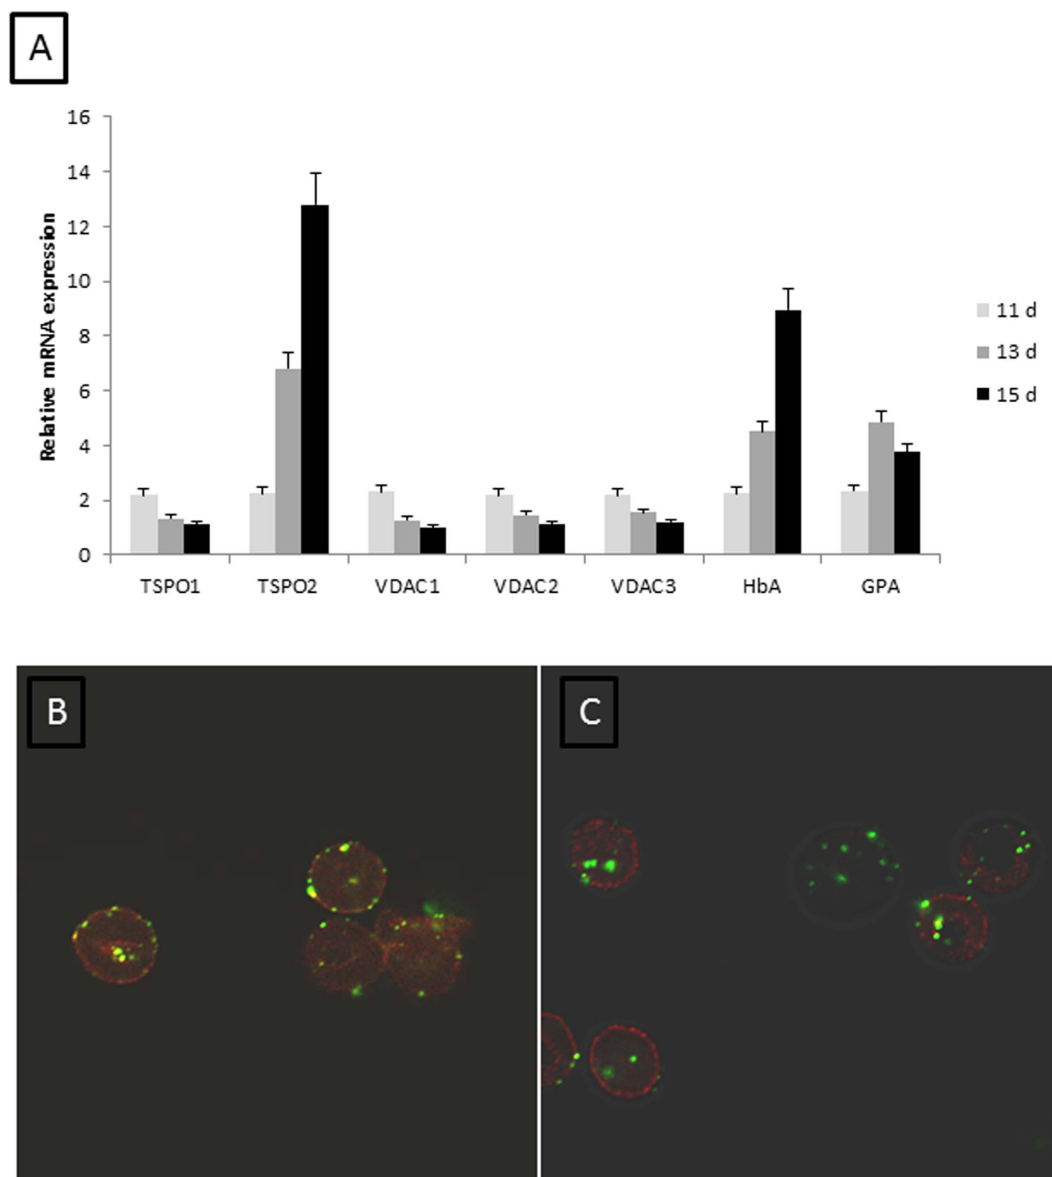 A
Relative mRNA expression
16
14
12
10
8
6
4
2
0
TSPO1 TSPO2 VDAC1 VDAC2 VDAC3 HbA GPA
11 d
13 d
15 d
B
C